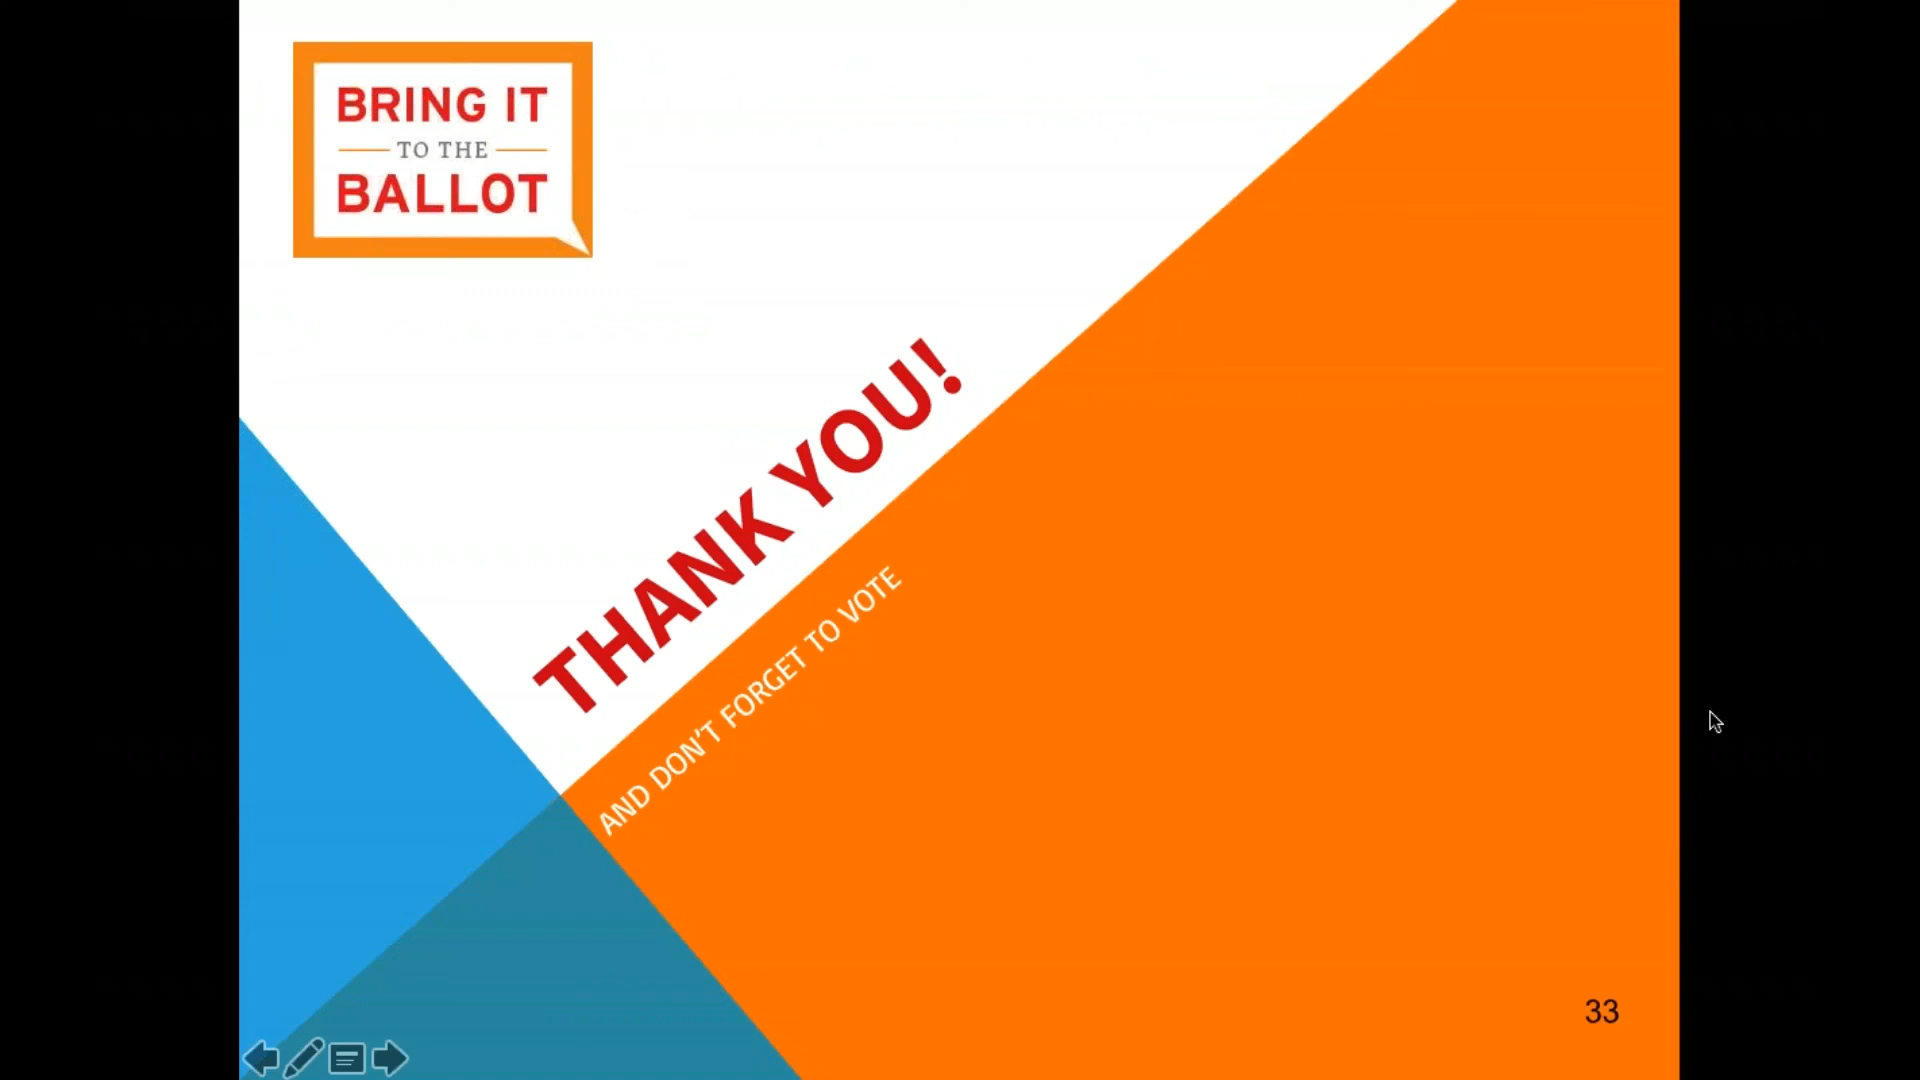 BRING IT
TO THE
BALLOT
THANK YOU!
AND DON'T FORGET TO VOTE
33